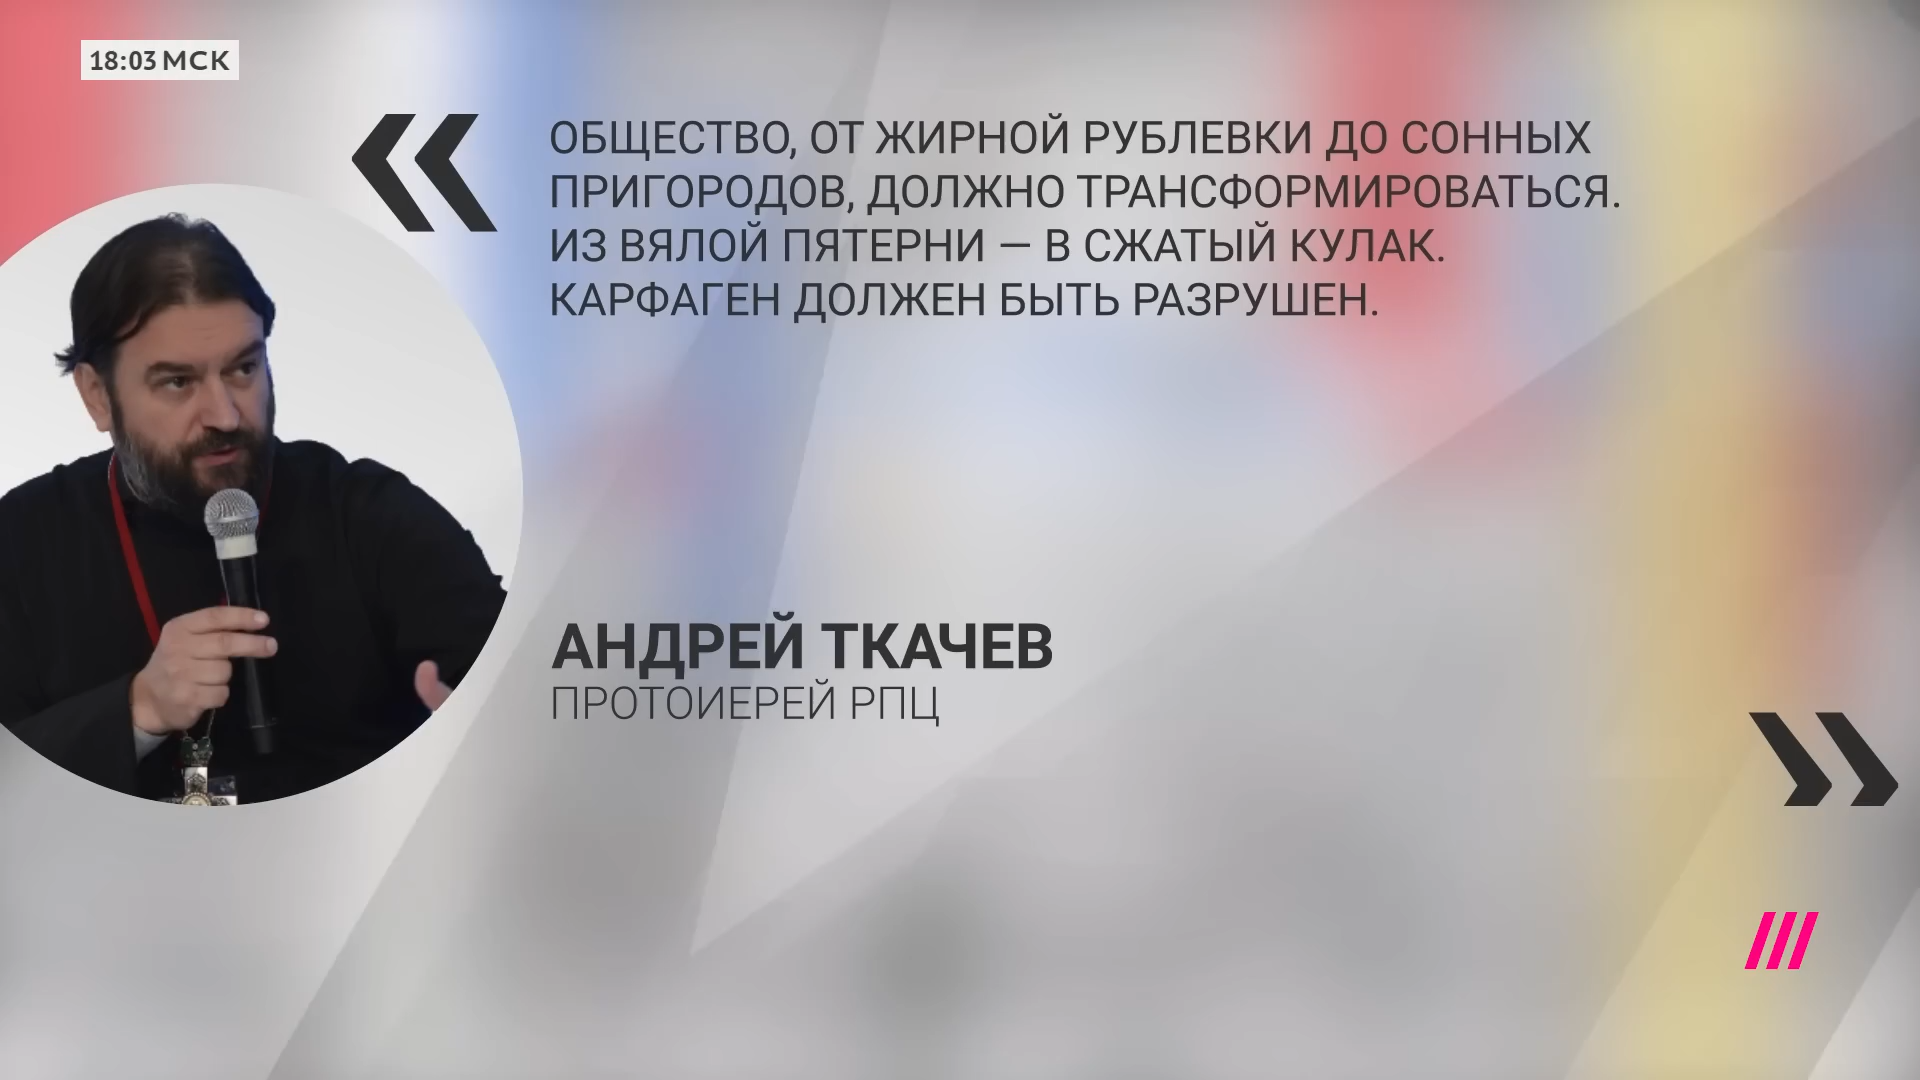 18:03 МСК
«
ОБЩЕСТВО, ОТ ЖИРНОЙ РУБЛЕВКИ ДО СОННЫХ
ПРИГОРОДОВ, ДОЛЖНО ТРАНСФОРМИРОВАТЬСЯ.
ИЗ ВЯЛОЙ ПЯТЕРНИ — В СЖАТЫЙ КУЛАК.
КАРФАГЕН ДОЛЖЕН БЫТЬ РАЗРУШЕН.
АНДРЕЙ ТКАЧЕВ
ПРОТОИЕРЕЙ РПЦ
»